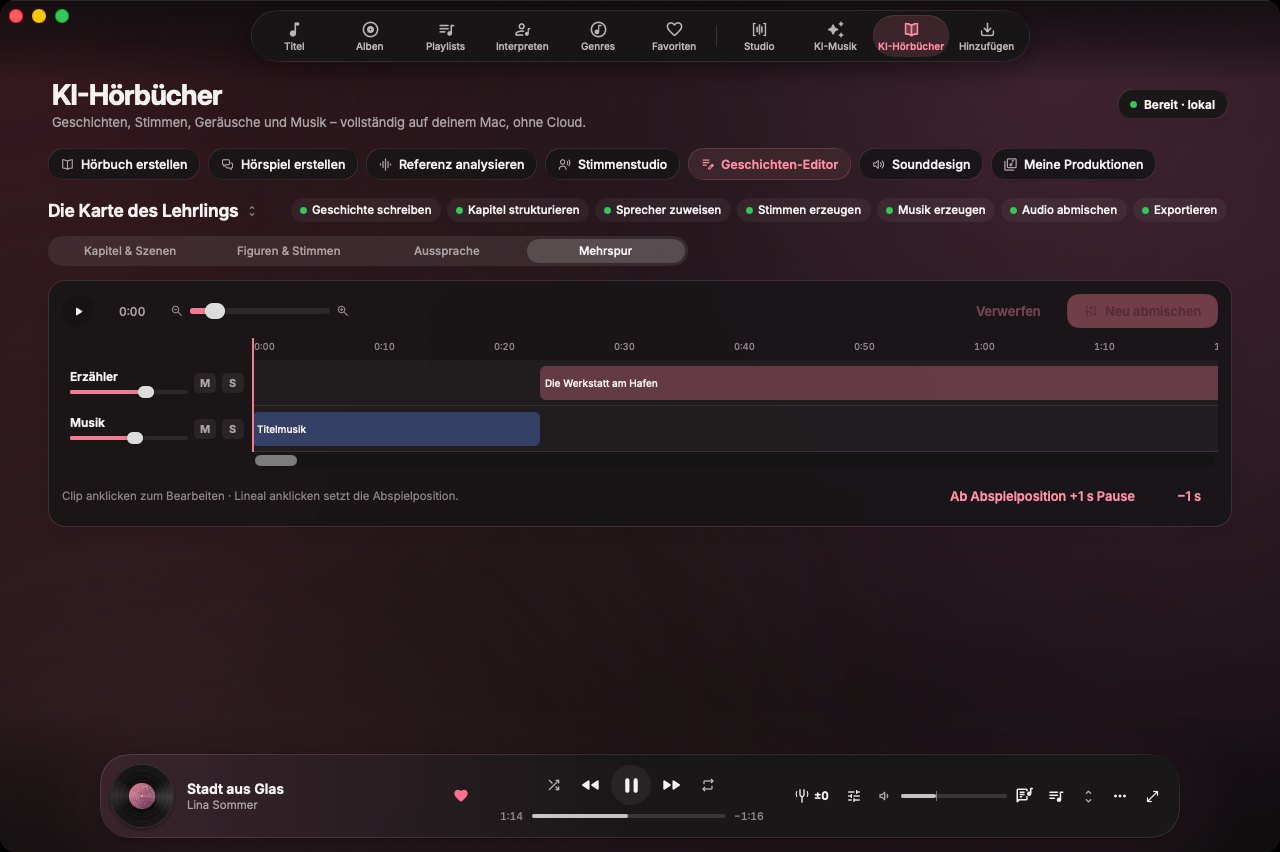 Titel
Alben
Playlists
Interpreten
Genres
Favoriten
Studio
KI-Musik
KI-Hörbücher
Hinzufügen
KI-Hörbücher
Geschichten, Stimmen, Geräusche und Musik – vollständig auf deinem Mac, ohne Cloud.
Bereit · lokal
Hörbuch erstellen
Hörspiel erstellen
Referenz analysieren
Stimmenstudio
Geschichten-Editor
Sounddesign
Meine Produktionen
Die Karte des Lehrlings
Geschichte schreiben
Kapitel strukturieren
Sprecher zuweisen
Stimmen erzeugen
Musik erzeugen
Audio abmischen
Exportieren
Kapitel & Szenen
Figuren & Stimmen
Aussprache
Mehrspur
0:00
Verwerfen
Neu abmischen
0:00
0:10
0:20
0:30
0:40
0:50
1:00
1:10
1
Erzähler
M
S
Die Werkstatt am Hafen
Musik
M
S
Titelmusik
Clip anklicken zum Bearbeiten · Lineal anklicken setzt die Abspielposition.
Ab Abspielposition +1 s Pause
−1 s
Stadt aus Glas
Lina Sommer
1:14
−1:16
±0